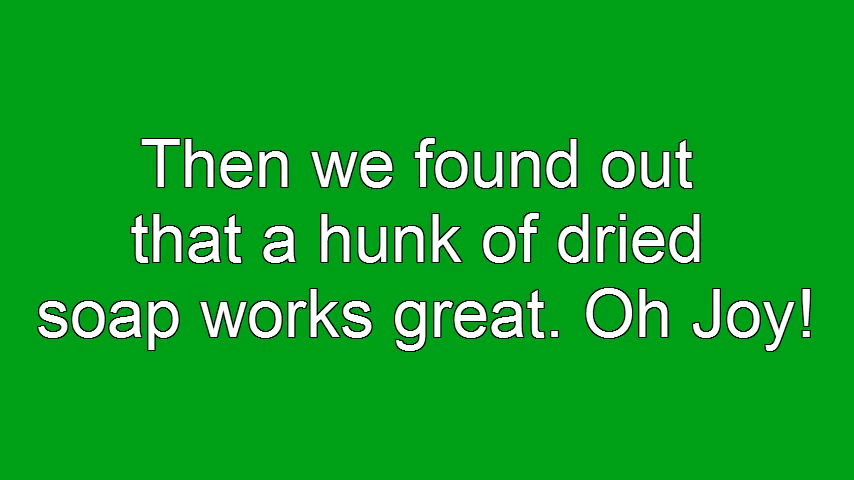 Then we found out
that a hunk of dried
soap works great. Oh Joy!